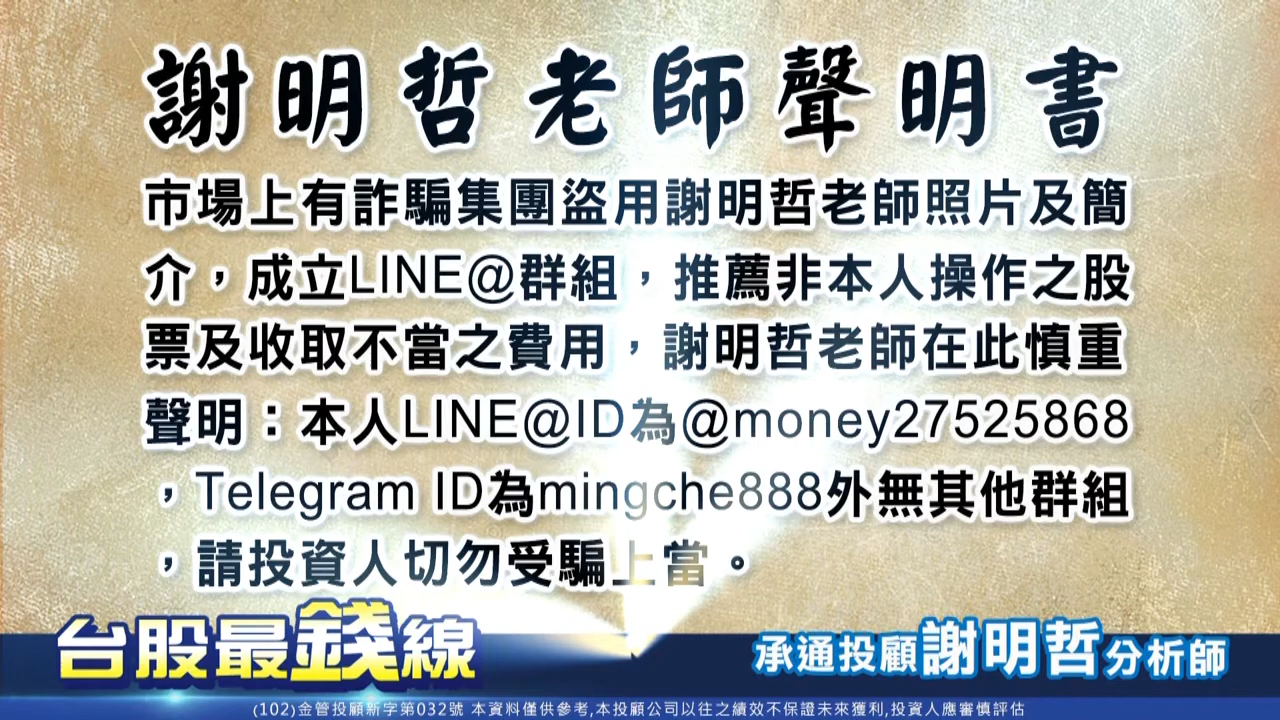 謝明哲老師聲明書
市場上有詐騙集團盜用謝明哲老師照片及簡
介，成立LINE@群組，推薦非本人操作之股
票及收取不當之費用，謝明哲老師在此慎重
聲明：本人LINE@ID為@money27525868
，Telegram ID為mingche888外無其他群組
，請投資人切勿受騙上當。
台股最錢線
承通投顧謝明哲分析師
(102)金管投顧新字第032號 本資料僅供參考,本投顧公司以往之績效不保證未來獲利,投資人應審慎評估